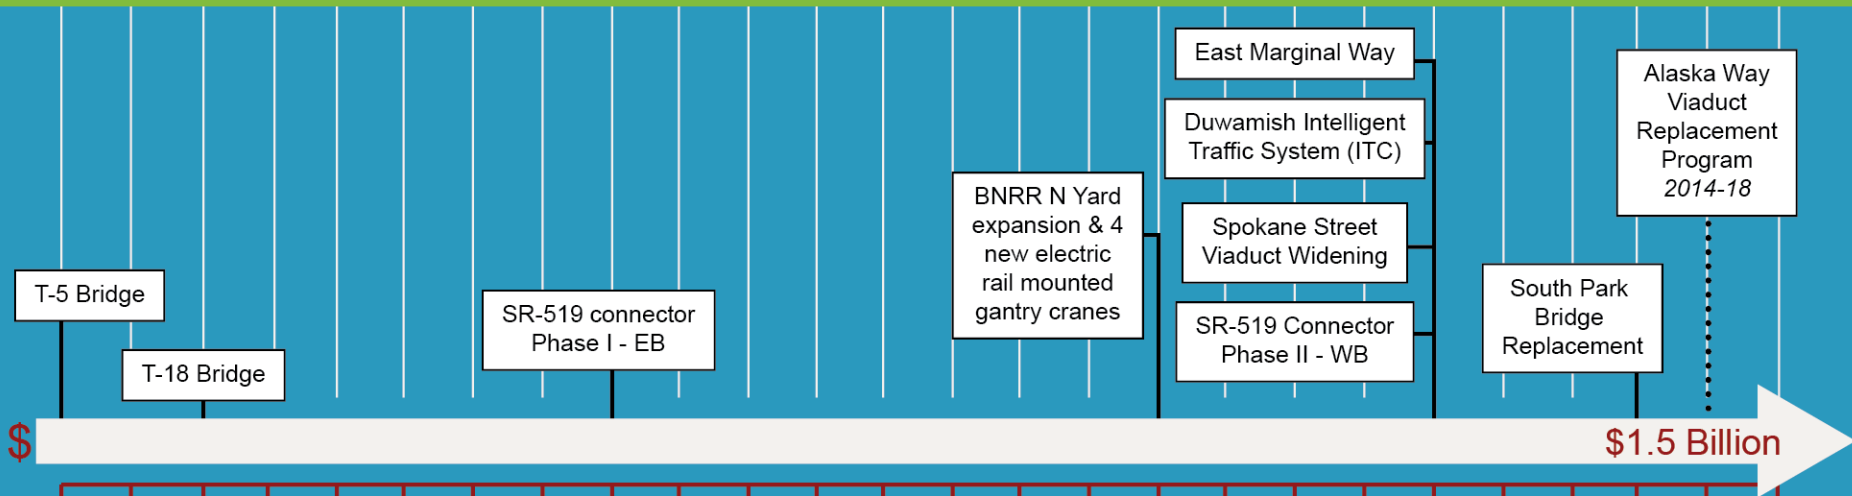 T-5 Bridge
T-18 Bridge
SR-519 connector
Phase I - EB
BNRR N Yard
expansion & 4
new electric
rail mounted
gantry cranes
East Marginal Way
Duwamish Intelligent
Traffic System (ITC)
Spokane Street
Viaduct Widening
SR-519 Connector
Phase II - WB
South Park
Bridge
Replacement
Alaska Way
Viaduct
Replacement
Program
2014-18
$
$1.5 Billion